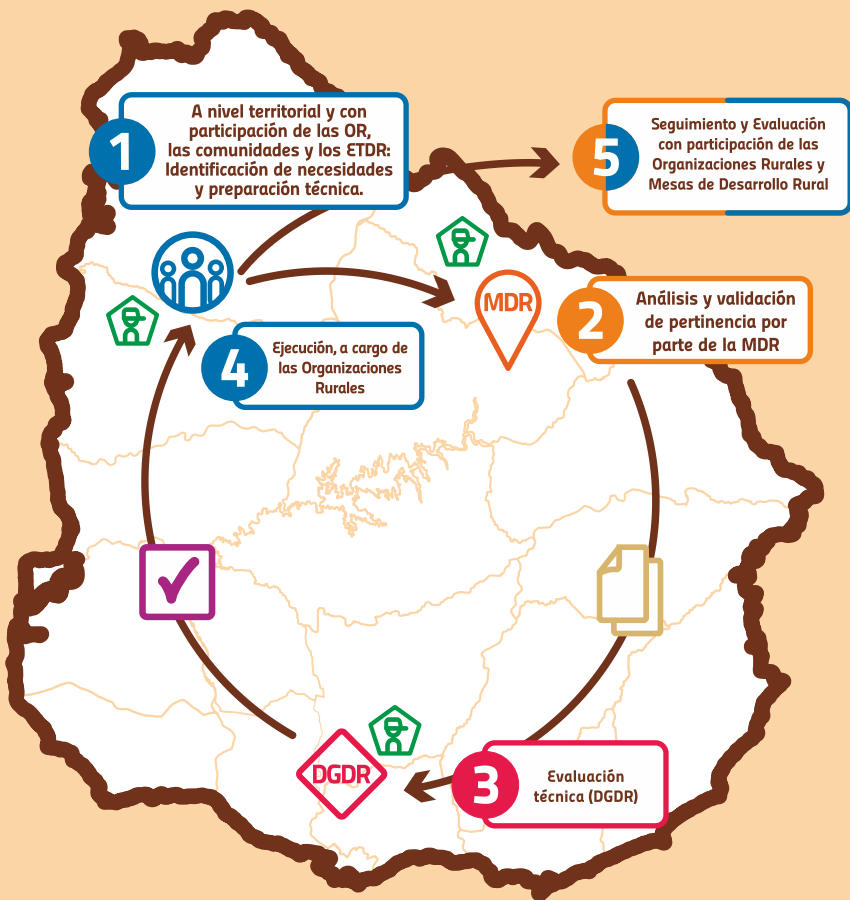 1
A nivel territorial y con
participación de las OR,
las comunidades y los ETDR:
Identificación de necesidades
y preparación técnica.
5
Seguimiento y Evaluación
con participación de las
Organizaciones Rurales y
Mesas de Desarrollo Rural
MDR
2
Análisis y validación
de pertinencia por
parte de la MDR
4
Ejecución, a cargo de
las Organizaciones
Rurales
DGDR
3
Evaluación
técnica (DGDR)